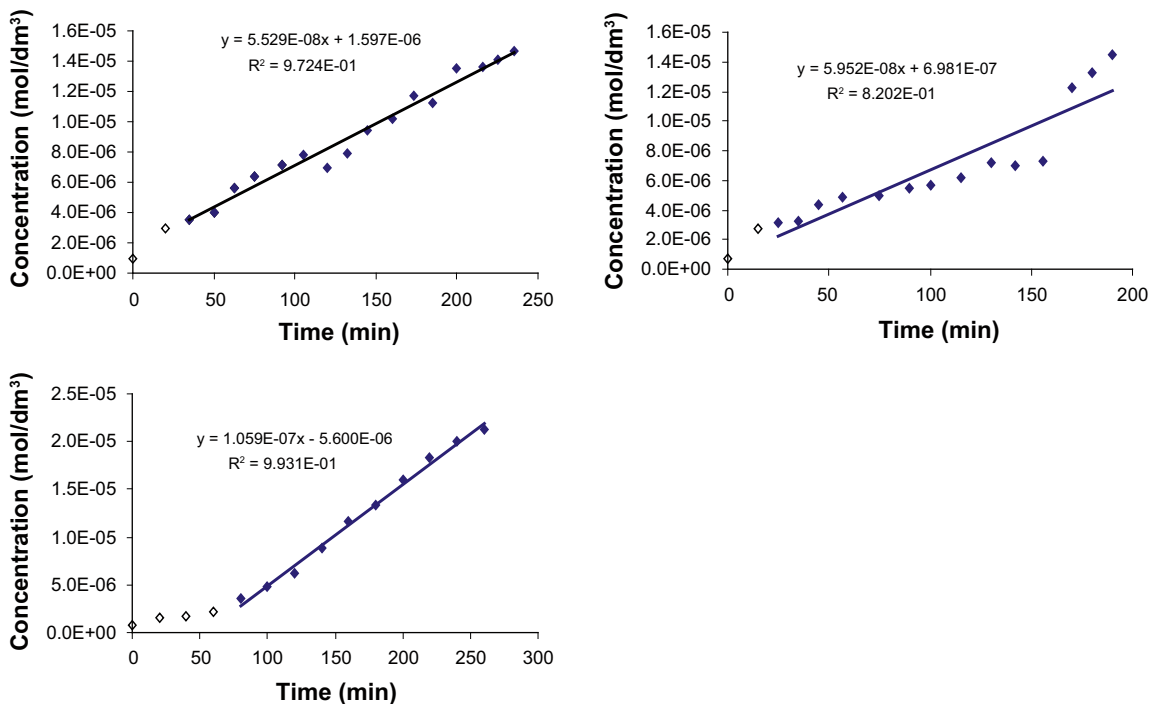 Concentration (mol/dm³)
1.6E-05
1.4E-05
1.2E-05
1.0E-05
8.0E-06
6.0E-06
4.0E-06
2.0E-06
0.0E+00
y = 5.529E-08x + 1.597E-06
R² = 9.724E-01
0 50 100 150 200 250
Time (min)
Concentration (mol/dm³)
1.6E-05
1.4E-05
1.2E-05
1.0E-05
8.0E-06
6.0E-06
4.0E-06
2.0E-06
0.0E+00
y = 5.952E-08x + 6.981E-07
R² = 8.202E-01
0 50 100 150 200
Time (min)
Concentration (mol/dm³)
2.5E-05
2.0E-05
1.5E-05
1.0E-05
5.0E-06
0.0E+00
y = 1.059E-07x - 5.600E-06
R² = 9.931E-01
0 50 100 150 200 250 300
Time (min)